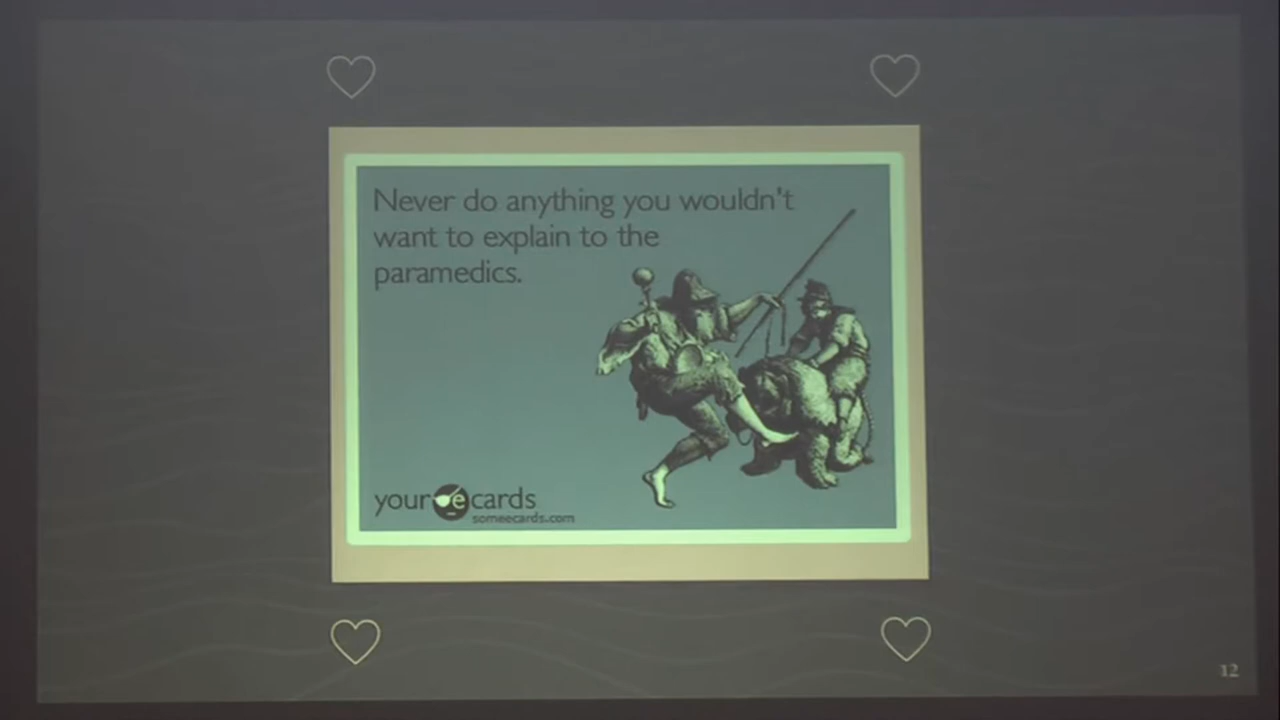 Never do anything you wouldn't
want to explain to the
paramedics.
your e cards
someecards.com
12